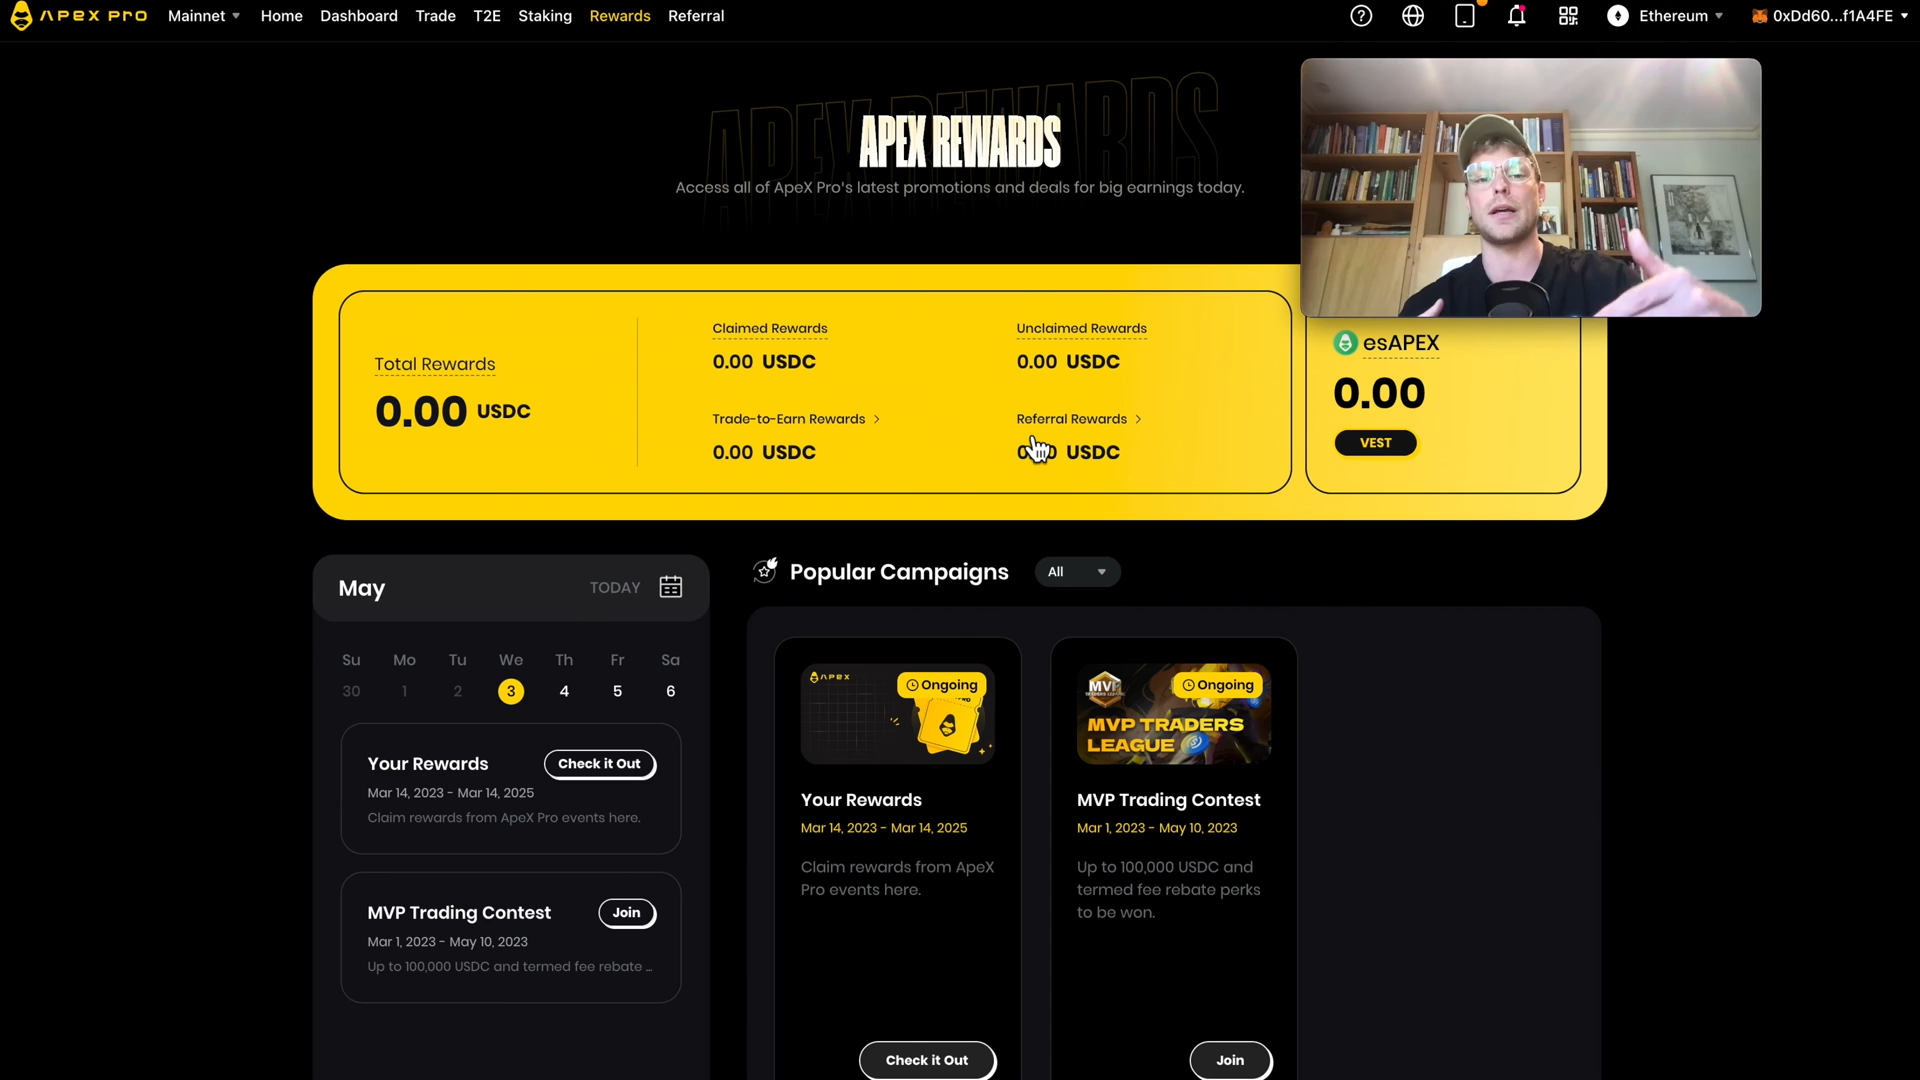 APEX PRO
Mainnet
Home
Dashboard
Trade
T2E
Staking
Rewards
Referral
Ethereum
0xDd60...f1A4FE
APEX REWARDS
APEX REWARDS
Access all of ApeX Pro's latest promotions and deals for big earnings today.
Total Rewards
0.00 USDC
Claimed Rewards
0.00 USDC
Unclaimed Rewards
0.00 USDC
Trade-to-Earn Rewards >
0.00 USDC
Referral Rewards >
USDC
esAPEX
0.00
VEST
May
TODAY
Su Mo Tu We Th Fr Sa
30 1 2 3 4 5 6
Your Rewards
Check it Out
Mar 14, 2023 - Mar 14, 2025
Claim rewards from ApeX Pro events here.
MVP Trading Contest
Join
Mar 1, 2023 - May 10, 2023
Up to 100,000 USDC and termed fee rebate ...
Popular Campaigns
All
APEX
Ongoing
Your Rewards
Mar 14, 2023 - Mar 14, 2025
Claim rewards from ApeX
Pro events here.
Check it Out
MVP
Ongoing
MVP TRADERS
LEAGUE
MVP Trading Contest
Mar 1, 2023 - May 10, 2023
Up to 100,000 USDC and
termed fee rebate perks
to be won.
Join